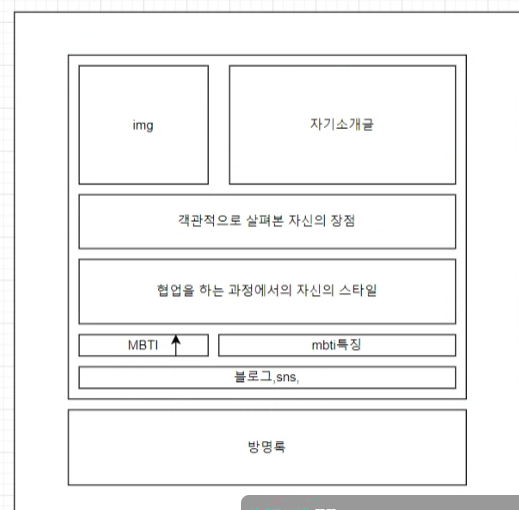 img
자기소개글
객관적으로 살펴본 자신의 장점
협업을 하는 과정에서의 자신의 스타일
MBTI
mbti특징
블로그,sns,
방명록